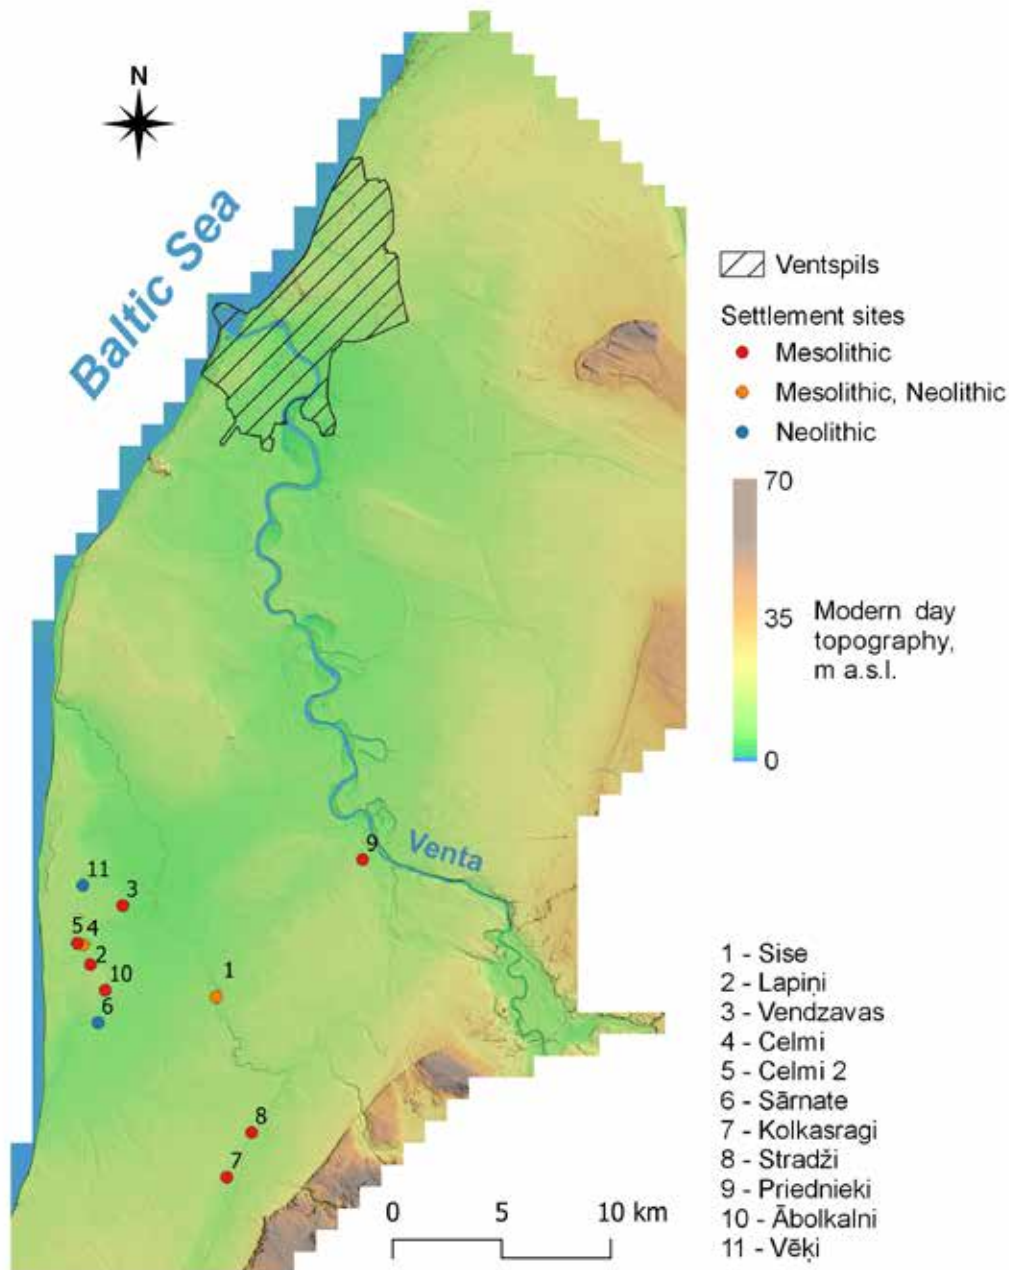 N
Baltic Sea
Ventspils
Settlement sites
Mesolithic
Mesolithic, Neolithic
Neolithic
70
35
0
Modern day
topography,
m a.s.l.
Venta
9
11
3
5 4
2
10
6
1
8
7
0 5 10 km
1 - Sise
2 - Lapiņi
3 - Vendzavas
4 - Celmi
5 - Celmi 2
6 - Sārnate
7 - Kolkasragi
8 - Stradži
9 - Priednieki
10 - Ābolkalni
11 - Vēķi